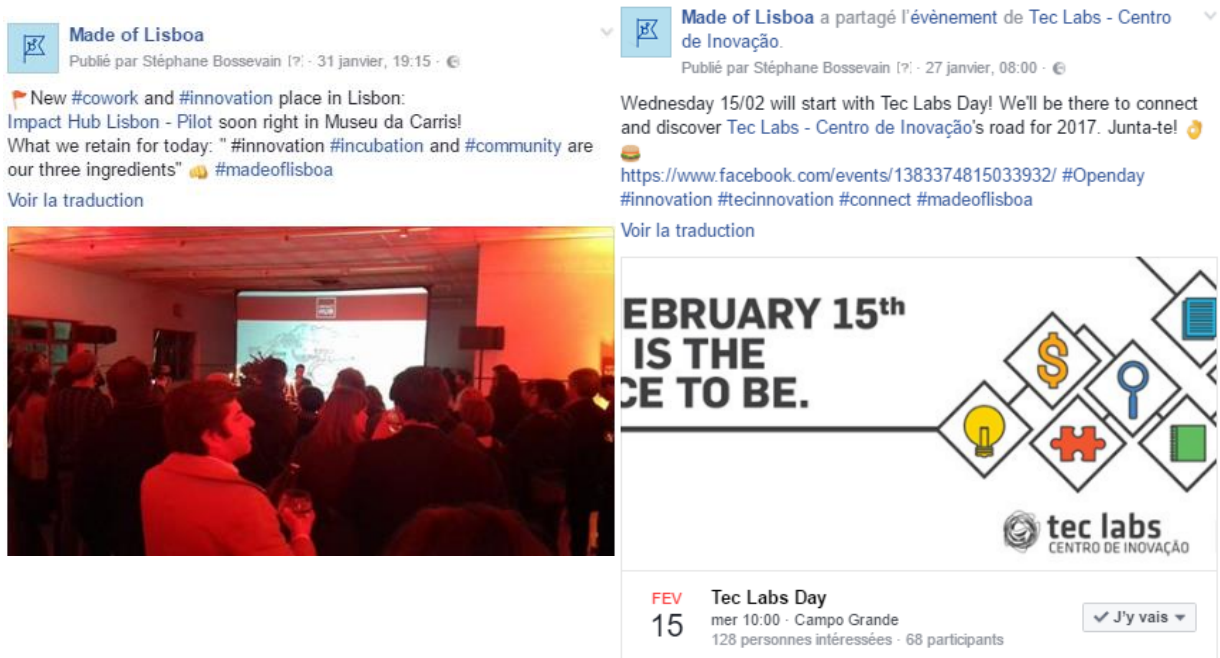 Made of Lisboa
Publié par Stéphane Bossevain [?] · 31 janvier, 19:15 ·
New #cowork and #innovation place in Lisbon:
Impact Hub Lisbon - Pilot soon right in Museu da Carris!
What we retain for today: " #innovation #incubation and #community are
our three ingredients" #madeoflisboa
Voir la traduction
Made of Lisboa a partagé l'évènement de Tec Labs - Centro
de Inovação.
Publié par Stéphane Bossevain [?] · 27 janvier, 08:00 ·
Wednesday 15/02 will start with Tec Labs Day! We'll be there to connect
and discover Tec Labs - Centro de Inovação's road for 2017. Junta-te!
https://www.facebook.com/events/1383374815033932/ #Openday
#innovation #tecinnovation #connect #madeoflisboa
Voir la traduction
EBRUARY 15th
IS THE
CE TO BE.
tec labs
CENTRO DE INOVAÇÃO
FEV
15
Tec Labs Day
mer 10:00 · Campo Grande
128 personnes intéressées · 68 participants
J'y vais